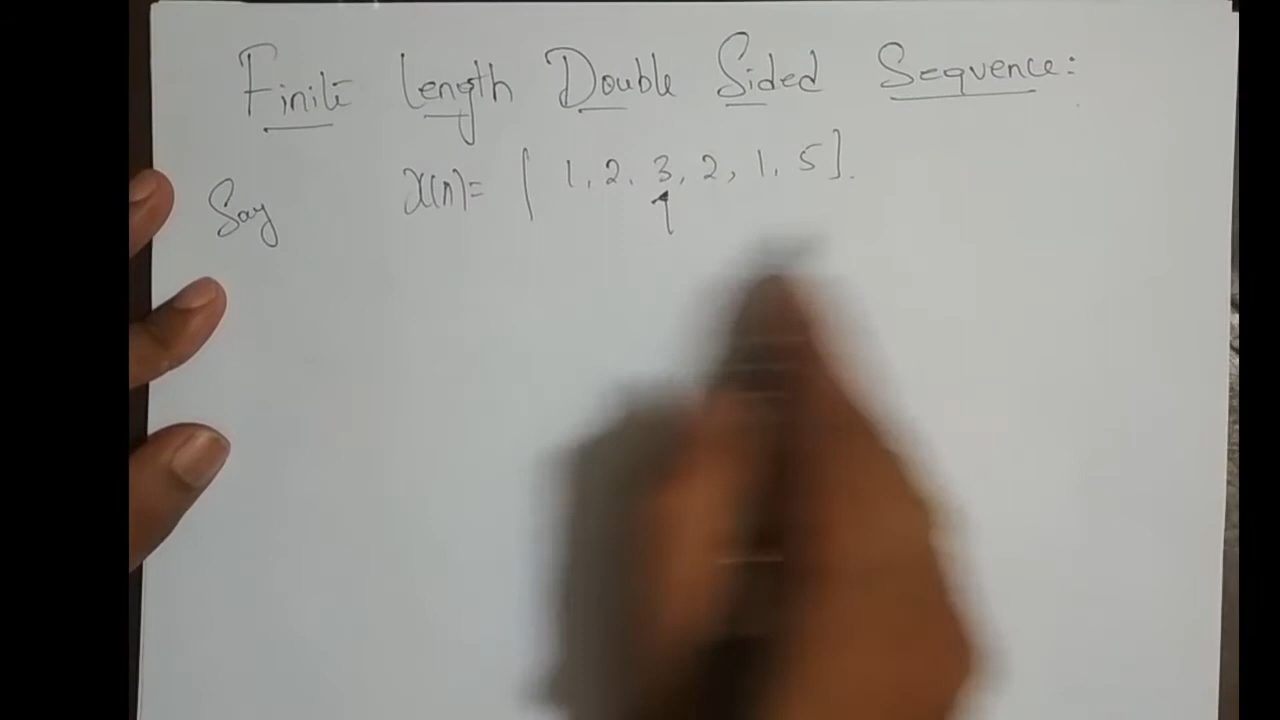 Finite Length Double Sided Sequence:
Say x(n) = [ 1, 2, 3, 2, 1, 5 ].
↑